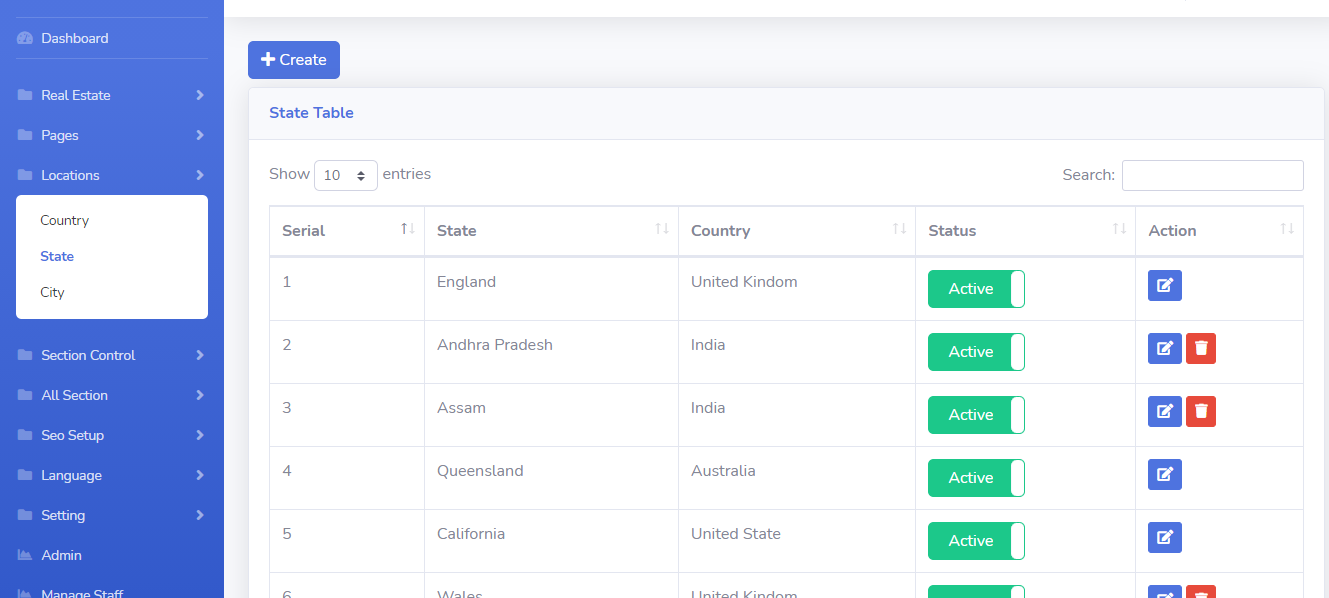 Dashboard
Real Estate
Pages
Locations
Country
State
City
Section Control
All Section
Seo Setup
Language
Setting
Admin
Manage Staff
Create
State Table
Show 10 entries
Search:
Serial State Country Status Action
1 England United Kindom Active
2 Andhra Pradesh India Active
3 Assam India Active
4 Queensland Australia Active
5 California United State Active
6 Wales United Kindom